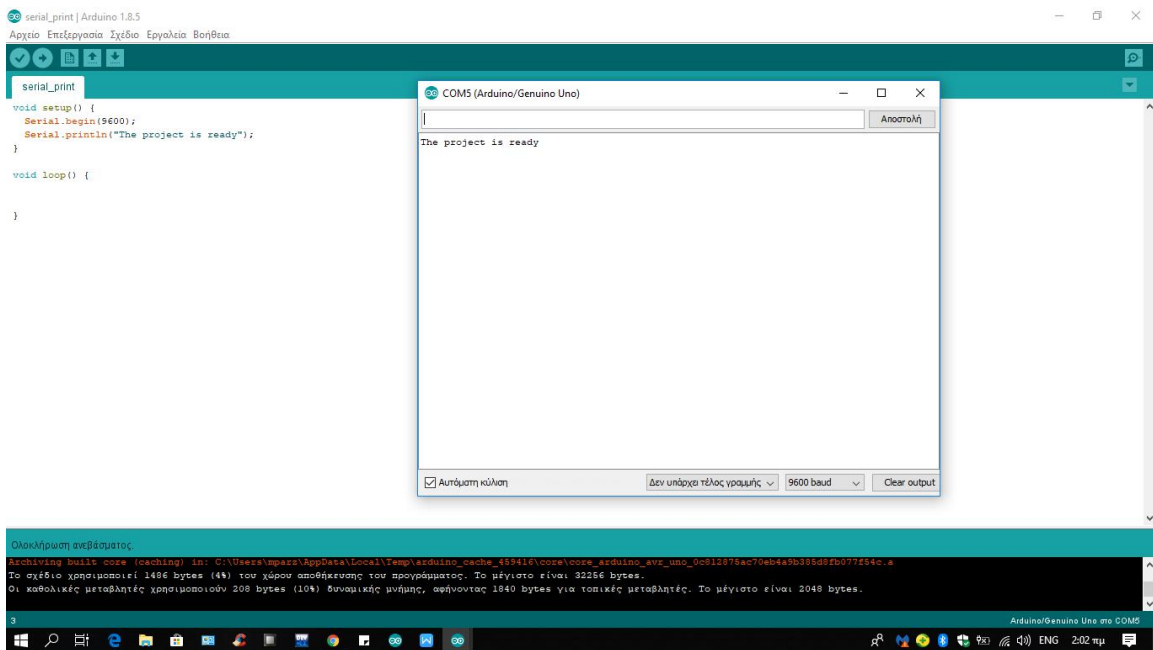 serial_print | Arduino 1.8.5
Αρχείο Επεξεργασία Σχέδιο Εργαλεία Βοήθεια
serial_print
void setup() {
Serial.begin(9600);
Serial.println("The project is ready");
}
void loop() {
}
COM5 (Arduino/Genuino Uno)
Αποστολή
The project is ready
Αυτόματη κύλιση
Δεν υπάρχει τέλος γραμμής
9600 baud
Clear output
Ολοκλήρωση ανεβάσματος.
Archiving built core (caching) in: C:\Users\mparz\AppData\Local\Temp\arduino_cache_459416\core\core_arduino_avr_uno_0c812875ac70eb4a9b385d8fb077f54c.a
Το σχέδιο χρησιμοποιεί 1486 bytes (4%) του χώρου αποθήκευσης του προγράμματος. Το μέγιστο είναι 32256 bytes.
Οι καθολικές μεταβλητές χρησιμοποιούν 208 bytes (10%) δυναμικής μνήμης, αφήνοντας 1840 bytes για τοπικές μεταβλητές. Το μέγιστο είναι 2048 bytes.
3
Arduino/Genuino Uno στο COM5
ENG 2:02 πμ